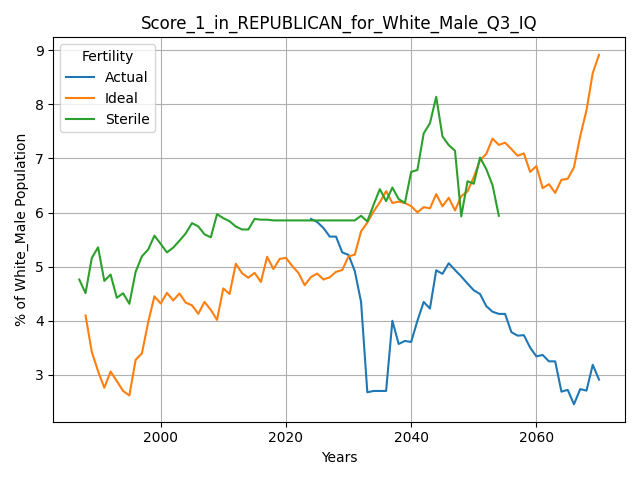 Score_1_in_REPUBLICAN_for_White_Male_Q3_IQ
Fertility
Actual
Ideal
Sterile
% of White_Male Population
9
8
7
6
5
4
3
2000 2020 2040 2060
Years